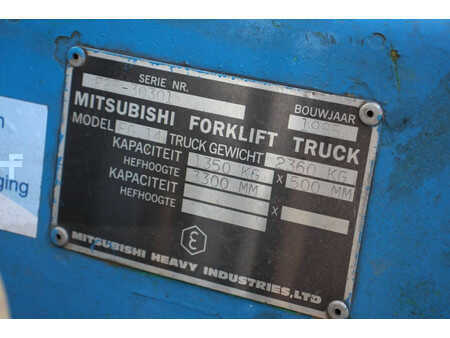 SERIE NR.
BOUWJAAR
MITSUBISHI FORKLIFT TRUCK
MODEL TRUCK GEWICHT 2360 KG
KAPACITEIT 1350 KG x 500 MM
HEFHOOGTE 3300 MM
KAPACITEIT x
HEFHOOGTE
MITSUBISHI HEAVY INDUSTRIES,LTD
ging